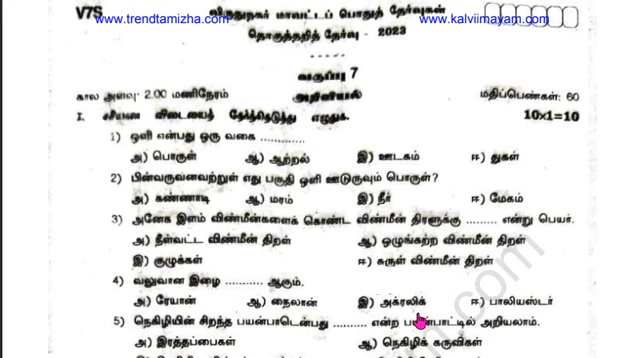 www.trendtamizha.com www.kalviimayam.com
V7S விருதுநகர் மாவட்டப் பொதுத் தேர்வுகள்
தொகுத்தறித் தேர்வு - 2023
வகுப்பு 7
கால அளவு: 2.00 மணிநேரம் அறிவியல் மதிப்பெண்கள்: 60
I. சரியான விடையைத் தேர்ந்தெடுத்து எழுதுக. 10x1=10
1) ஒளி என்பது ஒரு வகை ............
அ) பொருள் ஆ) ஆற்றல் இ) ஊடகம் ஈ) துகள்
2) பின்வருவனவற்றுள் எது பகுதி ஒளி ஊடுருவும் பொருள்?
அ) கண்ணாடி ஆ) மரம் இ) நீர் ஈ) மேகம்
3) அனேக இளம் விண்மீன்களைக் கொண்ட விண்மீன் திரளுக்கு ......... என்று பெயர்.
அ) நீள்வட்ட விண்மீன் திறள் ஆ) ஒழுங்கற்ற விண்மீன் திறள்
இ) குழுக்கள் ஈ) சுருள் விண்மீன் திறள்
4) வலுவான இழை ........... ஆகும்.
அ) ரேயான் ஆ) நைலான் இ) அக்ரலிக் ஈ) பாலியஸ்டர்
5) நெகிழியின் சிறந்த பயன்பாடென்பது .......... என்ற பயன்பாட்டில் அறியலாம்.
அ) இரத்தப்பைகள் ஆ) நெகிழிக் கருவிகள்